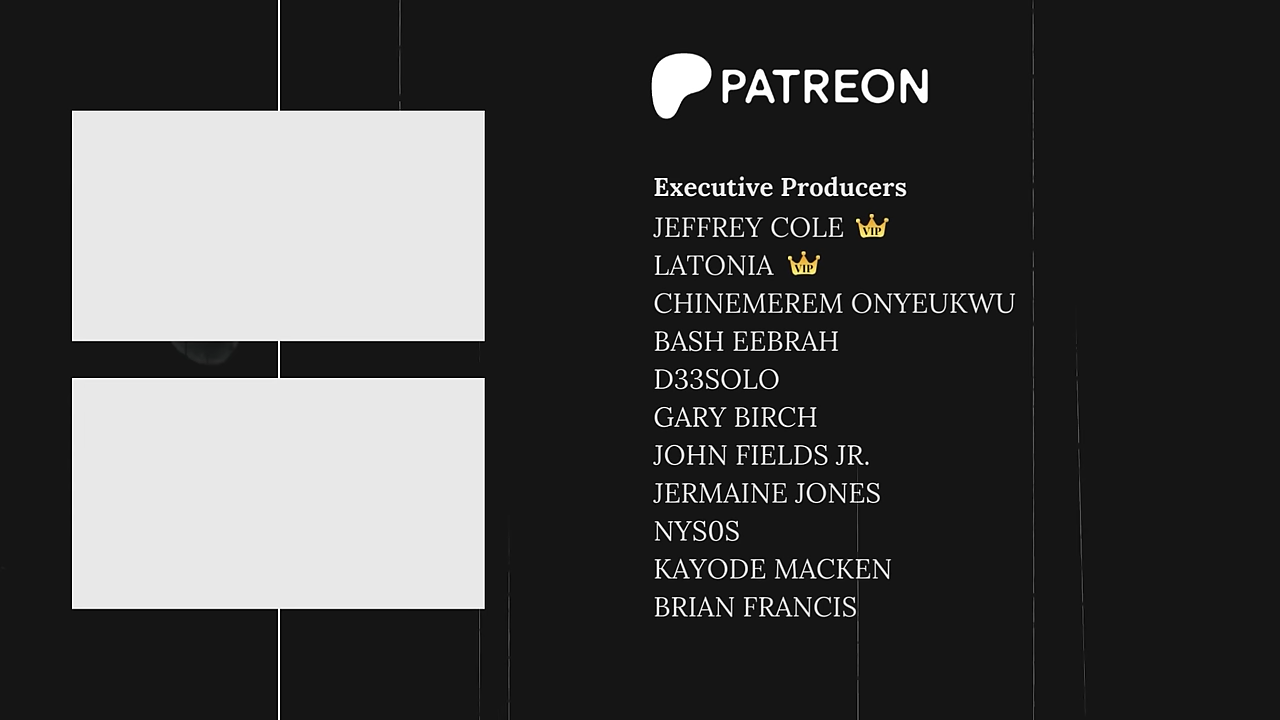 PATREON
Executive Producers
JEFFREY COLE VIP
LATONIA VIP
CHINEMEREM ONYEUKWU
BASH EEBRAH
D33SOLO
GARY BIRCH
JOHN FIELDS JR.
JERMAINE JONES
NYS0S
KAYODE MACKEN
BRIAN FRANCIS